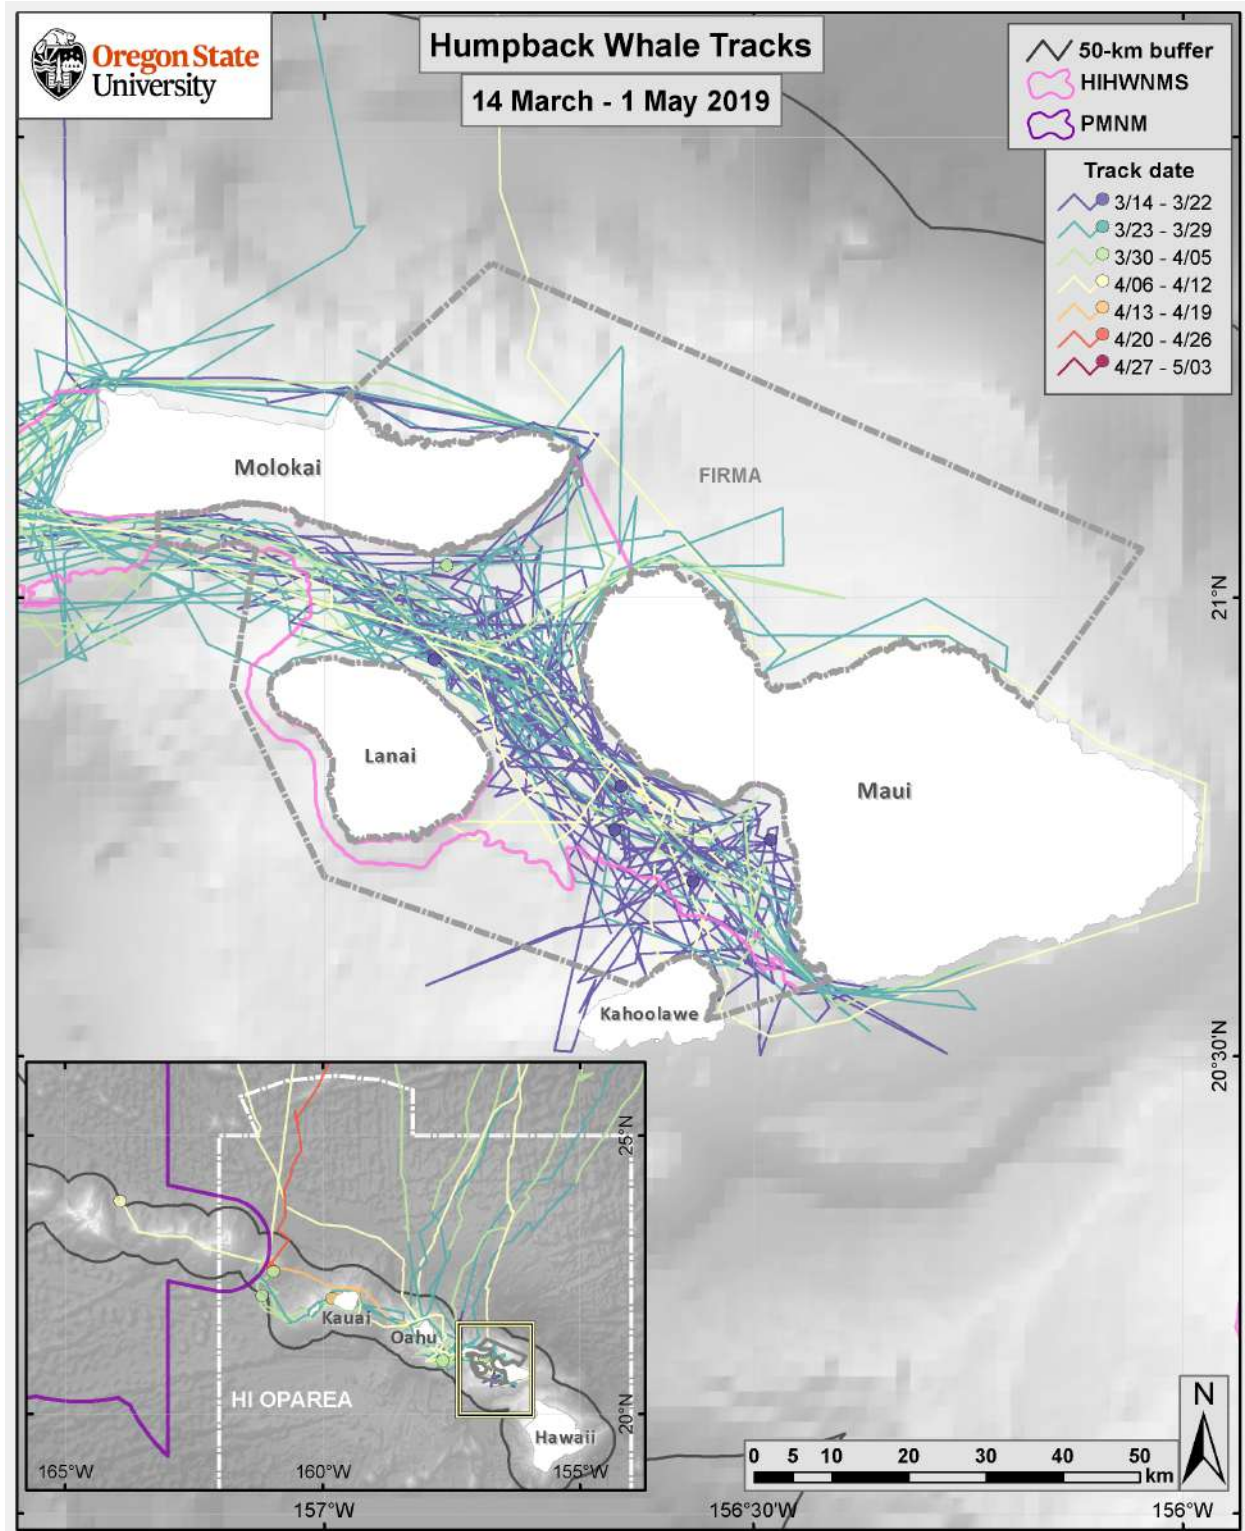 Oregon State
University
Humpback Whale Tracks
14 March - 1 May 2019
50-km buffer
HIHWNMS
PMNM
Track date
3/14 - 3/22
3/23 - 3/29
3/30 - 4/05
4/06 - 4/12
4/13 - 4/19
4/20 - 4/26
4/27 - 5/03
Molokai
FIRMA
21°N
Lanai
Maui
Kahoolawe
20°30'N
25°N
Kauai
Oahu
HI OPAREA
20°N
Hawaii
165°W
160°W
155°W
N
0 5 10 20 30 40 50
km
157°W
156°30'W
156°W